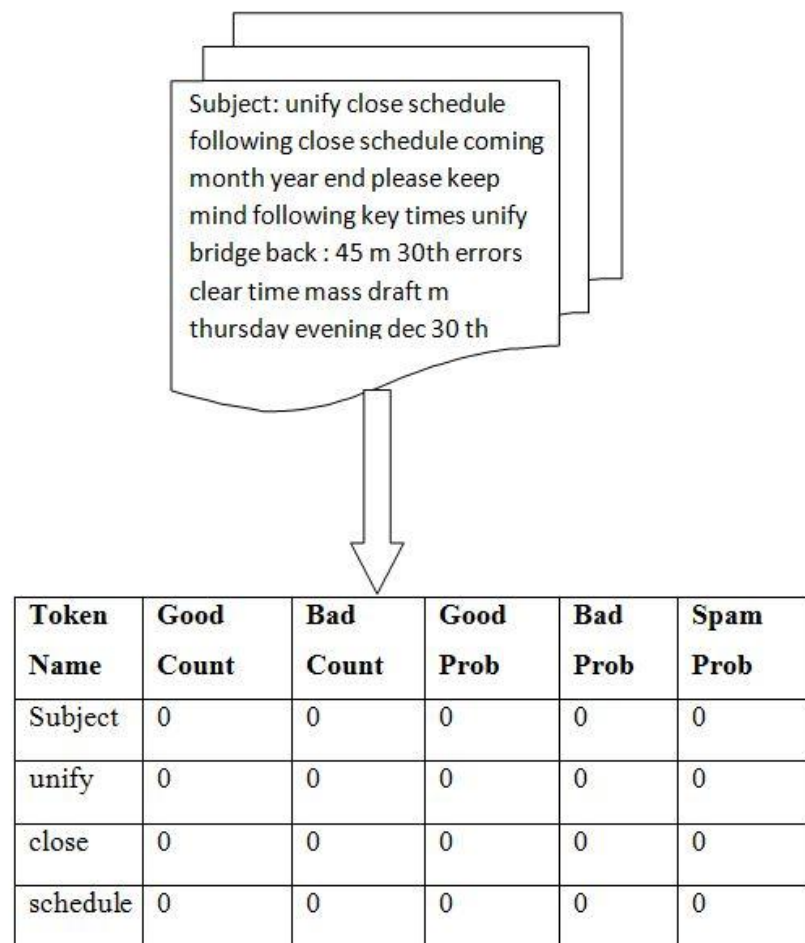 Subject: unify close schedule
following close schedule coming
month year end please keep
mind following key times unify
bridge back : 45 m 30th errors
clear time mass draft m
thursday evening dec 30 th
Token Name Good Count Bad Count Good Prob Bad Prob Spam Prob
Subject 0 0 0 0 0
unify 0 0 0 0 0
close 0 0 0 0 0
schedule 0 0 0 0 0